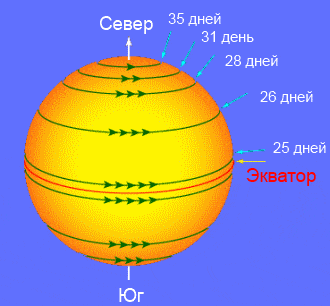 Север
35 дней
31 день
28 дней
26 дней
25 дней
Экватор
Юг